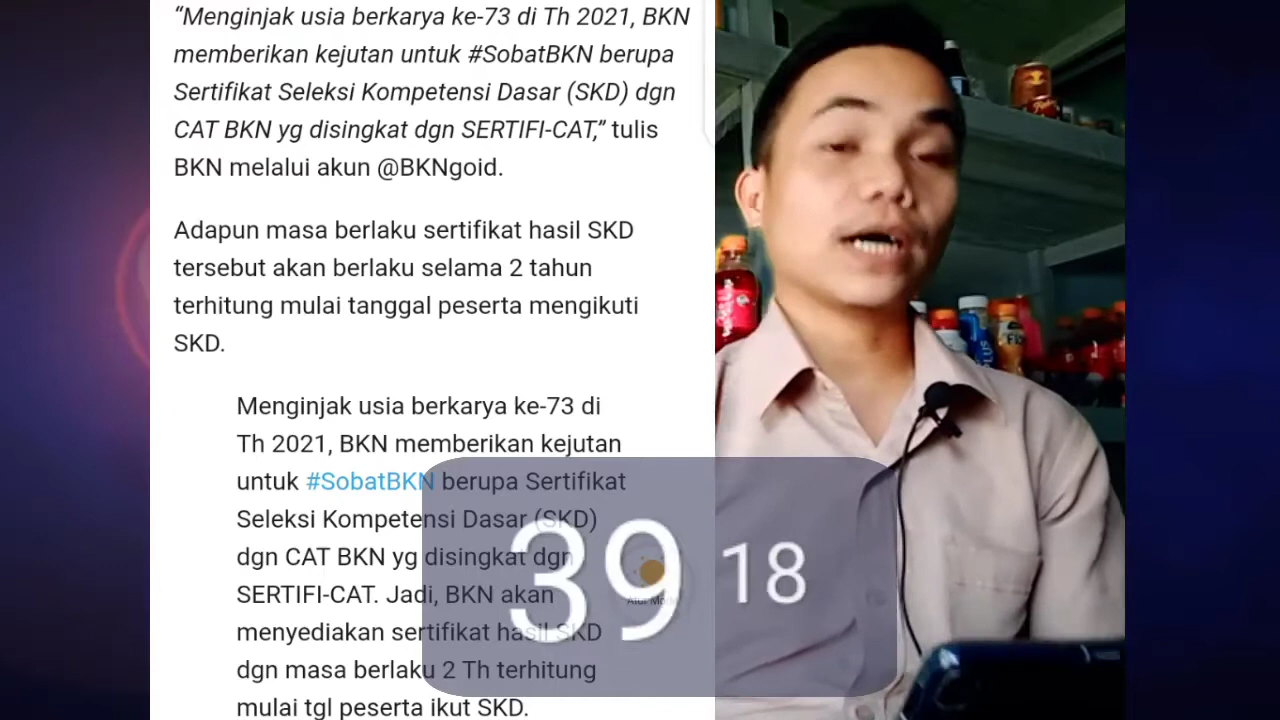 “Menginjak usia berkarya ke-73 di Th 2021, BKN
memberikan kejutan untuk #SobatBKN berupa
Sertifikat Seleksi Kompetensi Dasar (SKD) dgn
CAT BKN yg disingkat dgn SERTIFI-CAT,” tulis
BKN melalui akun @BKNgoid.
Adapun masa berlaku sertifikat hasil SKD
tersebut akan berlaku selama 2 tahun
terhitung mulai tanggal peserta mengikuti
SKD.
Menginjak usia berkarya ke-73 di
Th 2021, BKN memberikan kejutan
untuk #SobatBKN berupa Sertifikat
Seleksi Kompetensi Dasar (SKD)
dgn CAT BKN yg disingkat dgn
SERTIFI-CAT. Jadi, BKN akan
menyediakan sertifikat hasil SKD
dgn masa berlaku 2 Th terhitung
mulai tgl peserta ikut SKD.
39 18